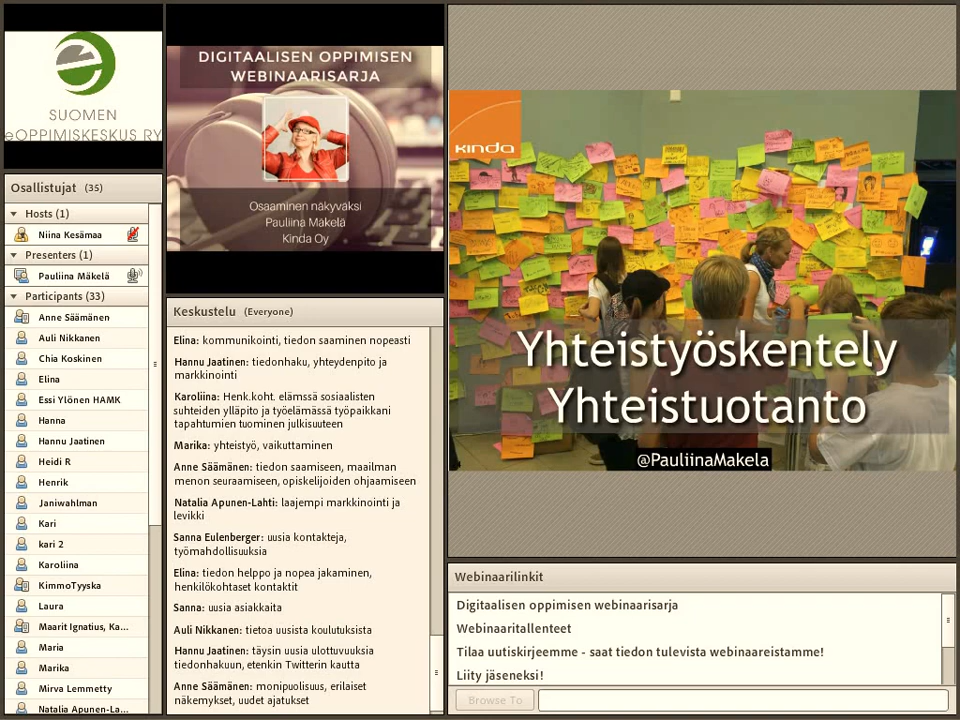 SUOMEN
eOPPIMISKESKUS RY
DIGITAALISEN OPPIMISEN
WEBINAARISARJA
Osaaminen näkyväksi
Pauliina Mäkelä
Kinda Oy
Osallistujat (35)
Hosts (1)
Niina Kesämaa
Presenters (1)
Pauliina Mäkelä
Participants (33)
Anne Säämänen
Auli Nikkanen
Chia Koskinen
Elina
Essi Ylönen HAMK
Hanna
Hannu Jaatinen
Heidi R
Henrik
Janiwahlman
Kari
kari 2
Karoliina
KimmoTyyska
Laura
Maarit Ignatius, Ka...
Maria
Marika
Mirva Lemmetty
Natalia Apunen-La...
Keskustelu (Everyone)
Elina: kommunikointi, tiedon saaminen nopeasti
Hannu Jaatinen: tiedonhaku, yhteydenpito ja
markkinointi
Karoliina: Henk.koht. elämssä sosiaalisten
suhteiden ylläpito ja työelämässä työpaikkani
tapahtumien tuominen julkisuuteen
Marika: yhteistyö, vaikuttaminen
Anne Säämänen: tiedon saamiseen, maailman
menon seuraamiseen, opiskelijoiden ohjaamiseen
Natalia Apunen-Lahti: laajempi markkinointi ja
levikki
Sanna Eulenberger: uusia kontakteja,
työmahdollisuuksia
Elina: tiedon helppo ja nopea jakaminen,
henkilökohtaset kontaktit
Sanna: uusia asiakkaita
Auli Nikkanen: tietoa uusista koulutuksista
Hannu Jaatinen: täysin uusia ulottuvuuksia
tiedonhakuun, etenkin Twitterin kautta
Anne Säämänen: monipuolisuus, erilaiset
näkemykset, uudet ajatukset
kinda
Yhteistyöskentely
Yhteistuotanto
@PauliinaMakela
Webinaarilinkit
Digitaalisen oppimisen webinaarisarja
Webinaaritallenteet
Tilaa uutiskirjeemme - saat tiedon tulevista webinaareistamme!
Liity jäseneksi!
Browse To